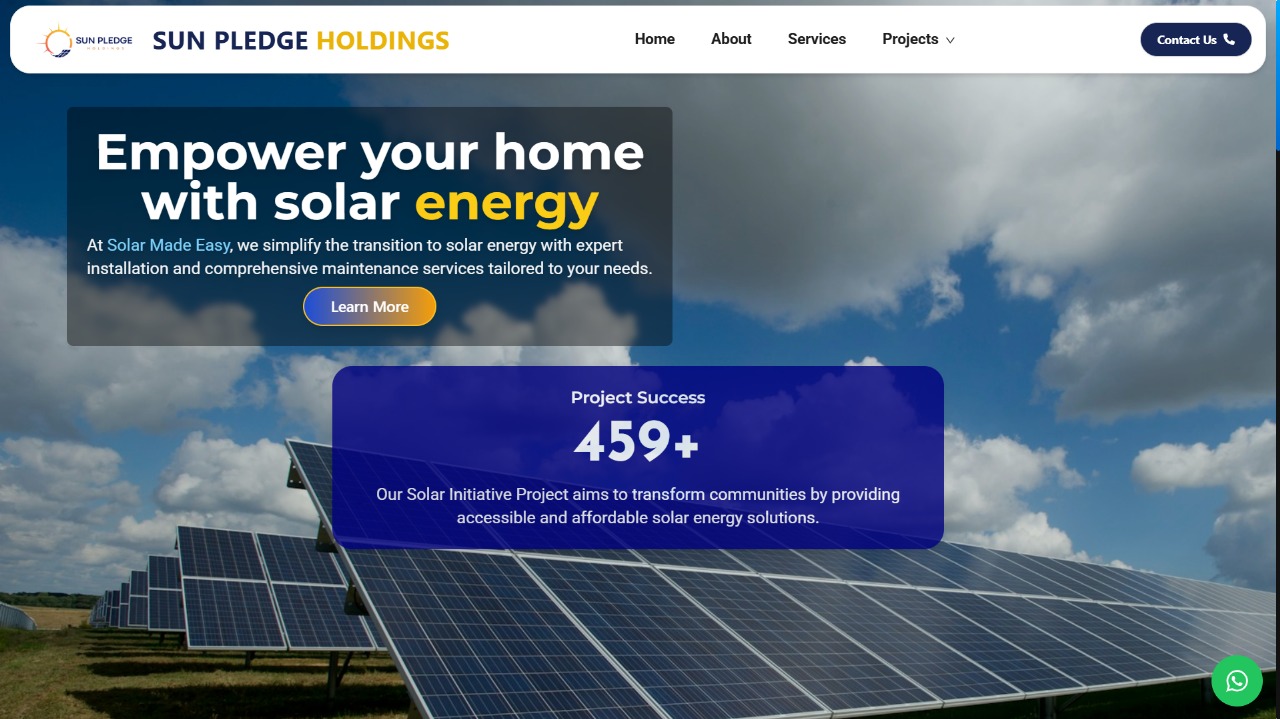 SUN PLEDGE
HOLDINGS
SUN PLEDGE HOLDINGS
Home
About
Services
Projects
Contact Us
Empower your home
with solar energy
At Solar Made Easy, we simplify the transition to solar energy with expert
installation and comprehensive maintenance services tailored to your needs.
Learn More
Project Success
459+
Our Solar Initiative Project aims to transform communities by providing
accessible and affordable solar energy solutions.